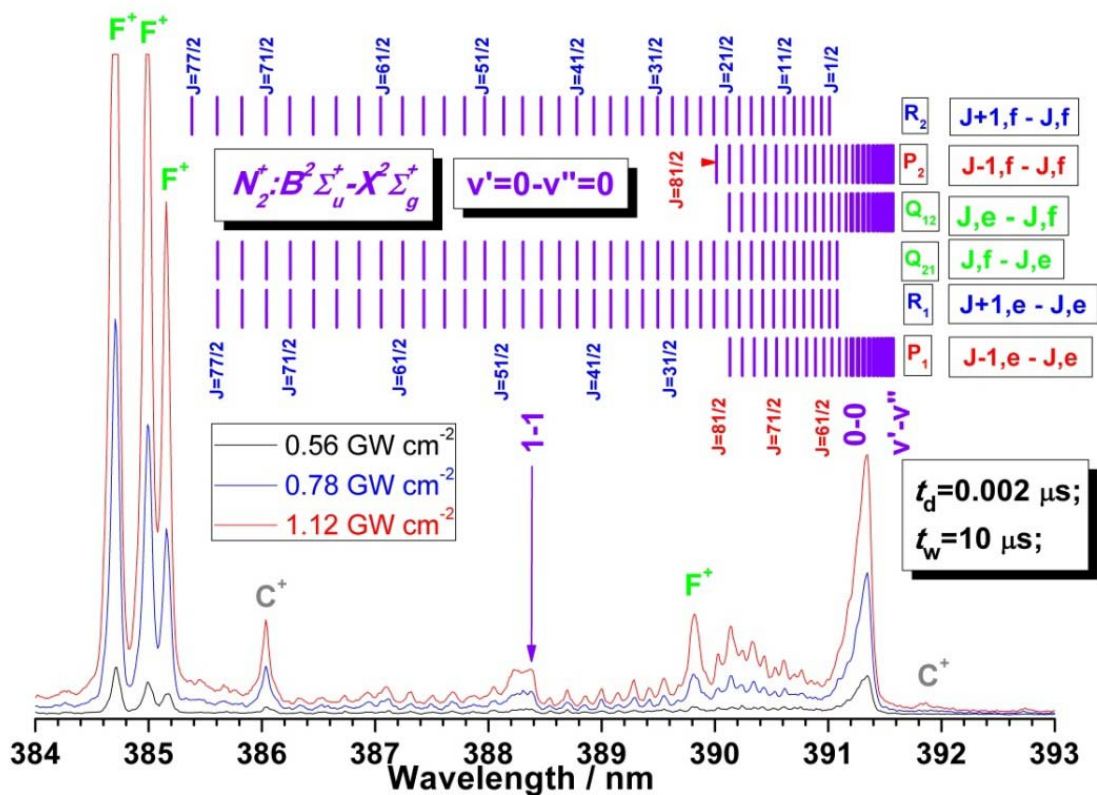 F+
F+
F+
J=77/2
J=71/2
J=61/2
J=51/2
J=41/2
J=31/2
J=21/2
J=11/2
J=1/2
R2
J+1,f - J,f
J=81/2
P2
J-1,f - J,f
N2+:B2Σu+-X2Σg+
v'=0-v''=0
Q12
J,e - J,f
Q21
J,f - J,e
R1
J+1,e - J,e
P1
J-1,e - J,e
J=77/2
J=71/2
J=61/2
J=51/2
J=41/2
J=31/2
J=81/2
J=71/2
J=61/2
0-0
v'-v''
1-1
0.56 GW cm-2
0.78 GW cm-2
1.12 GW cm-2
td=0.002 μs;
tw=10 μs;
C+
F+
C+
384 385 386 387 388 389 390 391 392 393
Wavelength / nm